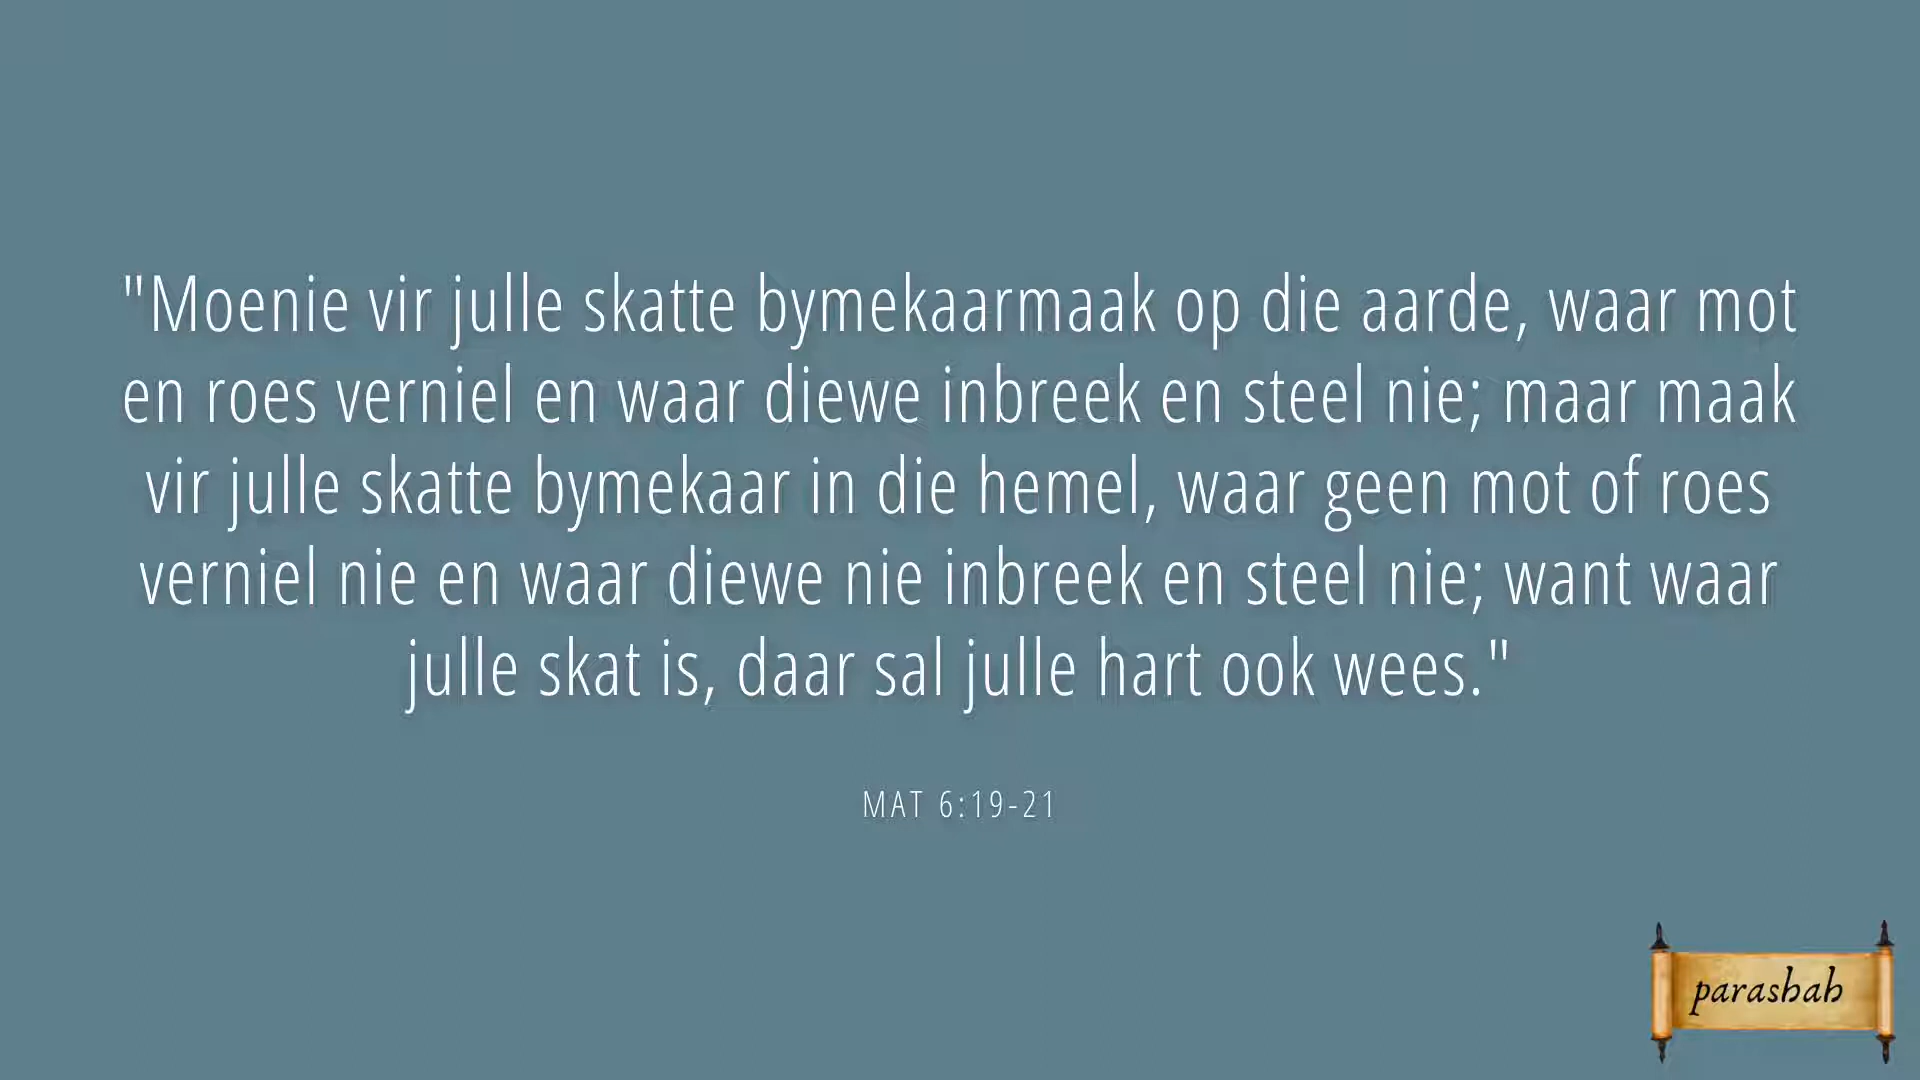 "Moenie vir julle skatte bymekaarmaak op die aarde, waar mot
en roes verniel en waar diewe inbreek en steel nie; maar maak
vir julle skatte bymekaar in die hemel, waar geen mot of roes
verniel nie en waar diewe nie inbreek en steel nie; want waar
julle skat is, daar sal julle hart ook wees."
MAT 6:19-21
parashah